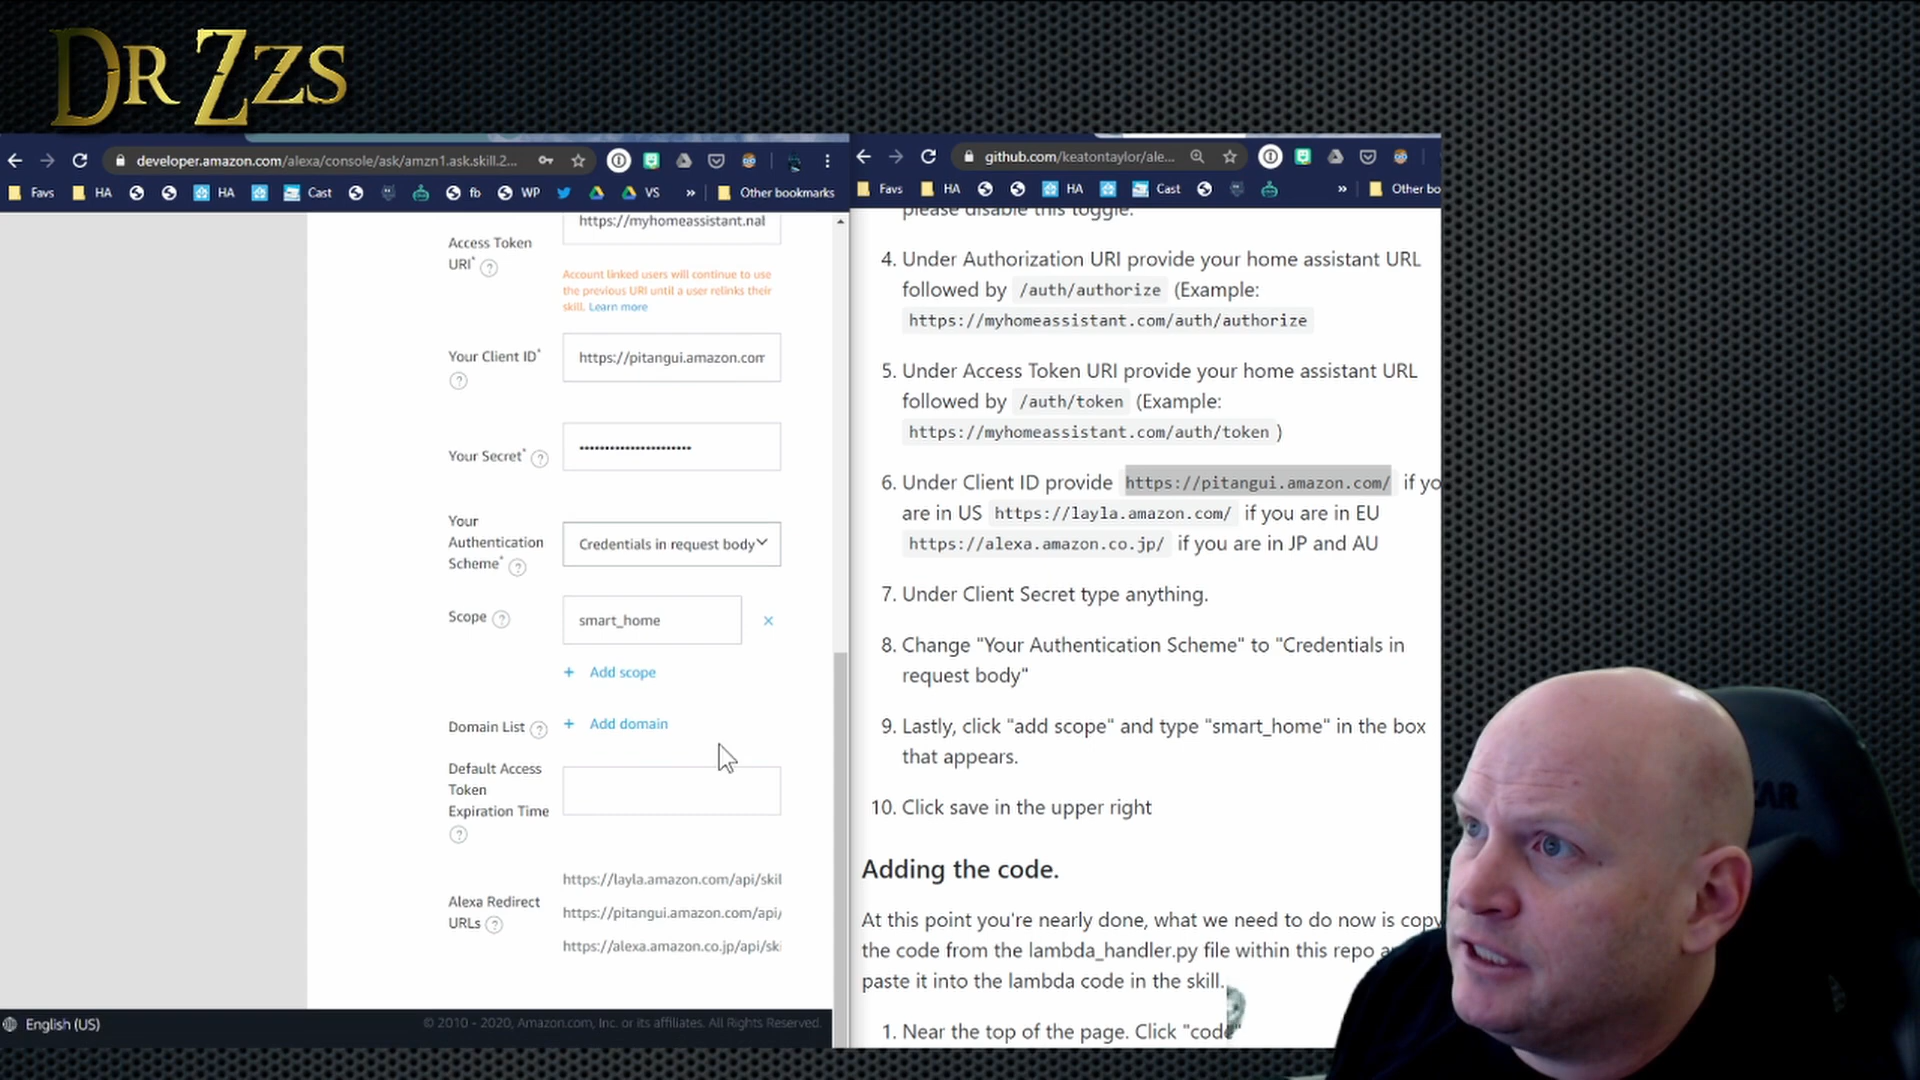 DR ZZS
developer.amazon.com/alexa/console/ask/amzn1.ask.skill.2...
Favs HA HA Cast fb WP VS » Other bookmarks
https://myhomeassistant.nal
Access Token
URI*
Account linked users will continue to use
the previous URI until a user relinks their
skill. Learn more
Your Client ID*
https://pitangui.amazon.com
Your Secret*
Your
Authentication
Scheme*
Credentials in request body
Scope
smart_home
+ Add scope
Domain List
+ Add domain
Default Access
Token
Expiration Time
Alexa Redirect
URLs
https://layla.amazon.com/api/skil
https://pitangui.amazon.com/api/
https://alexa.amazon.co.jp/api/ski
English (US)
© 2010 - 2020, Amazon.com, Inc. or its affiliates. All Rights Reserved.
github.com/keatontaylor/ale...
Favs HA HA Cast » Other bo
please disable this toggle.
4. Under Authorization URI provide your home assistant URL
followed by /auth/authorize (Example:
https://myhomeassistant.com/auth/authorize
5. Under Access Token URI provide your home assistant URL
followed by /auth/token (Example:
https://myhomeassistant.com/auth/token )
6. Under Client ID provide https://pitangui.amazon.com/ if yo
are in US https://layla.amazon.com/ if you are in EU
https://alexa.amazon.co.jp/ if you are in JP and AU
7. Under Client Secret type anything.
8. Change "Your Authentication Scheme" to "Credentials in
request body"
9. Lastly, click "add scope" and type "smart_home" in the box
that appears.
10. Click save in the upper right
Adding the code.
At this point you're nearly done, what we need to do now is copy
the code from the lambda_handler.py file within this repo a
paste it into the lambda code in the skill.
1. Near the top of the page. Click "code"